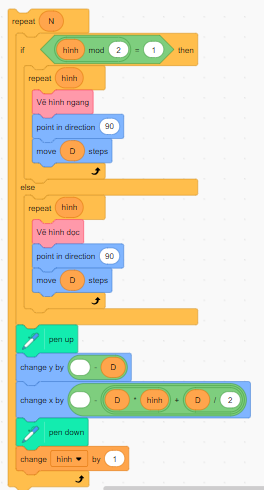 repeat N
if hình mod 2 = 1 then
repeat hình
Vẽ hình ngang
point in direction 90
move D steps
else
repeat hình
Vẽ hình dọc
point in direction 90
move D steps
pen up
change y by - D
change x by - D * hình + D / 2
pen down
change hình by 1